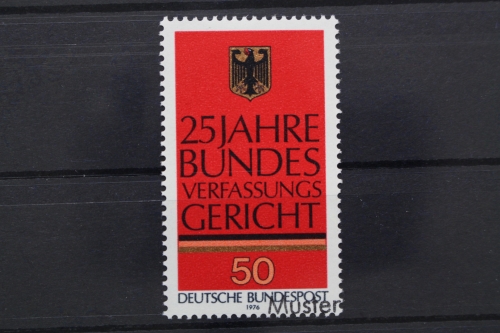 25 JAHRE
BUNDES
VERFASSUNGS
GERICHT
50
DEUTSCHE BUNDESPOST
1976
Muster